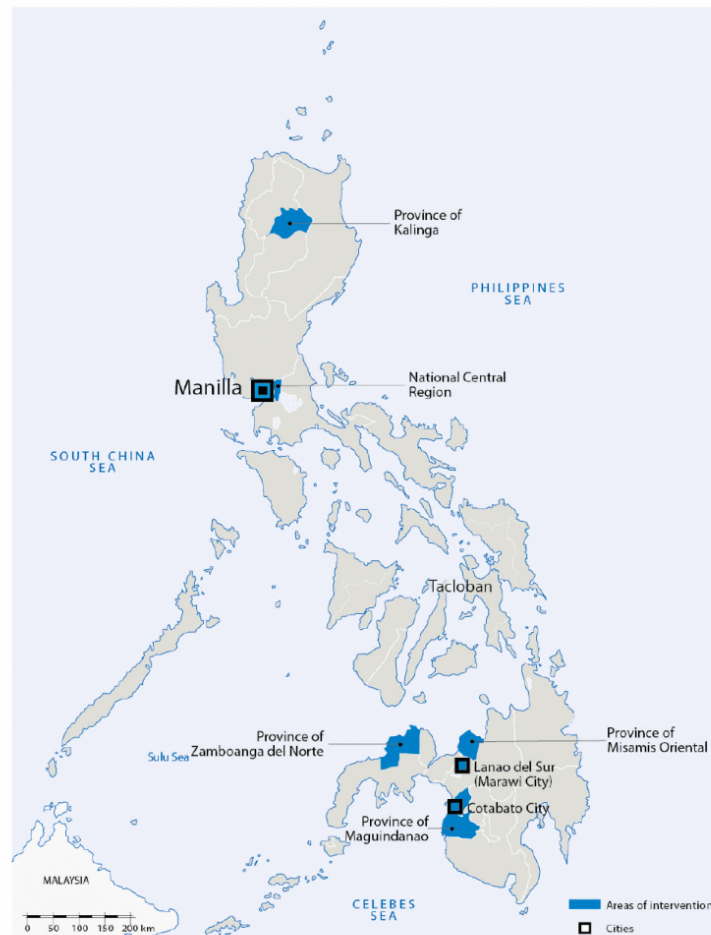 Province of
Kalinga
PHILIPPINES
SEA
Manilla
National Central
Region
SOUTH CHINA
SEA
Tacloban
Province of
Zamboanga del Norte
Sulu Sea
Province of
Misamis Oriental
Lanao del Sur
(Marawi City)
Cotabato City
Province of
Maguindanao
MALAYSIA
CELEBES
SEA
0 50 100 150 200 km
Areas of intervention
Cities